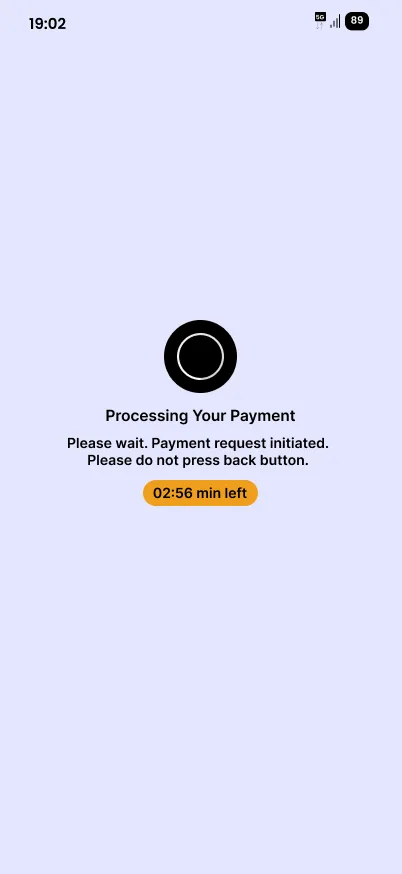 19:02
5G
89
Processing Your Payment
Please wait. Payment request initiated.
Please do not press back button.
02:56 min left